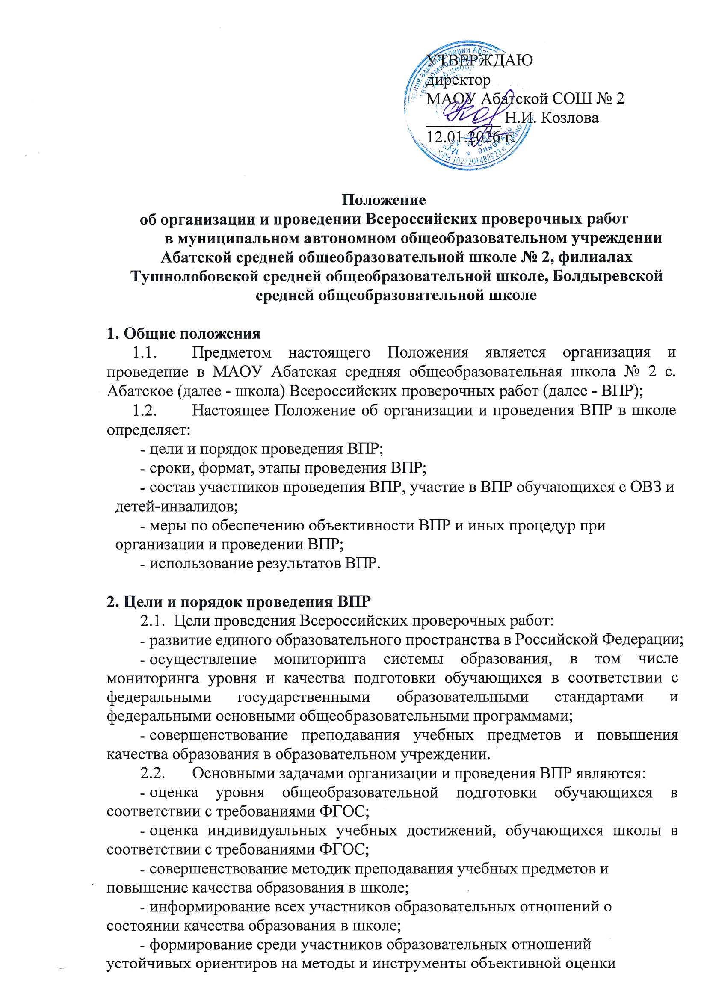 УТВЕРЖДАЮ
директор
МАОУ Абатской СОШ № 2
Н.И. Козлова
12.01.2026 г.
Положение
об организации и проведении Всероссийских проверочных работ
в муниципальном автономном общеобразовательном учреждении
Абатской средней общеобразовательной школе № 2, филиалах
Тушнолобовской средней общеобразовательной школе, Болдыревской
средней общеобразовательной школе
1. Общие положения
1.1. Предметом настоящего Положения является организация и
проведение в МАОУ Абатская средняя общеобразовательная школа № 2 с.
Абатское (далее - школа) Всероссийских проверочных работ (далее - ВПР);
1.2. Настоящее Положение об организации и проведения ВПР в школе
определяет:
- цели и порядок проведения ВПР;
- сроки, формат, этапы проведения ВПР;
- состав участников проведения ВПР, участие в ВПР обучающихся с ОВЗ и
детей-инвалидов;
- меры по обеспечению объективности ВПР и иных процедур при
организации и проведении ВПР;
- использование результатов ВПР.
2. Цели и порядок проведения ВПР
2.1. Цели проведения Всероссийских проверочных работ:
- развитие единого образовательного пространства в Российской Федерации;
- осуществление мониторинга системы образования, в том числе
мониторинга уровня и качества подготовки обучающихся в соответствии с
федеральными государственными образовательными стандартами и
федеральными основными общеобразовательными программами;
- совершенствование преподавания учебных предметов и повышения
качества образования в образовательном учреждении.
2.2. Основными задачами организации и проведения ВПР являются:
- оценка уровня общеобразовательной подготовки обучающихся в
соответствии с требованиями ФГОС;
- оценка индивидуальных учебных достижений, обучающихся школы в
соответствии с требованиями ФГОС;
- совершенствование методик преподавания учебных предметов и
повышение качества образования в школе;
- информирование всех участников образовательных отношений о
состоянии качества образования в школе;
- формирование среди участников образовательных отношений
устойчивых ориентиров на методы и инструменты объективной оценки